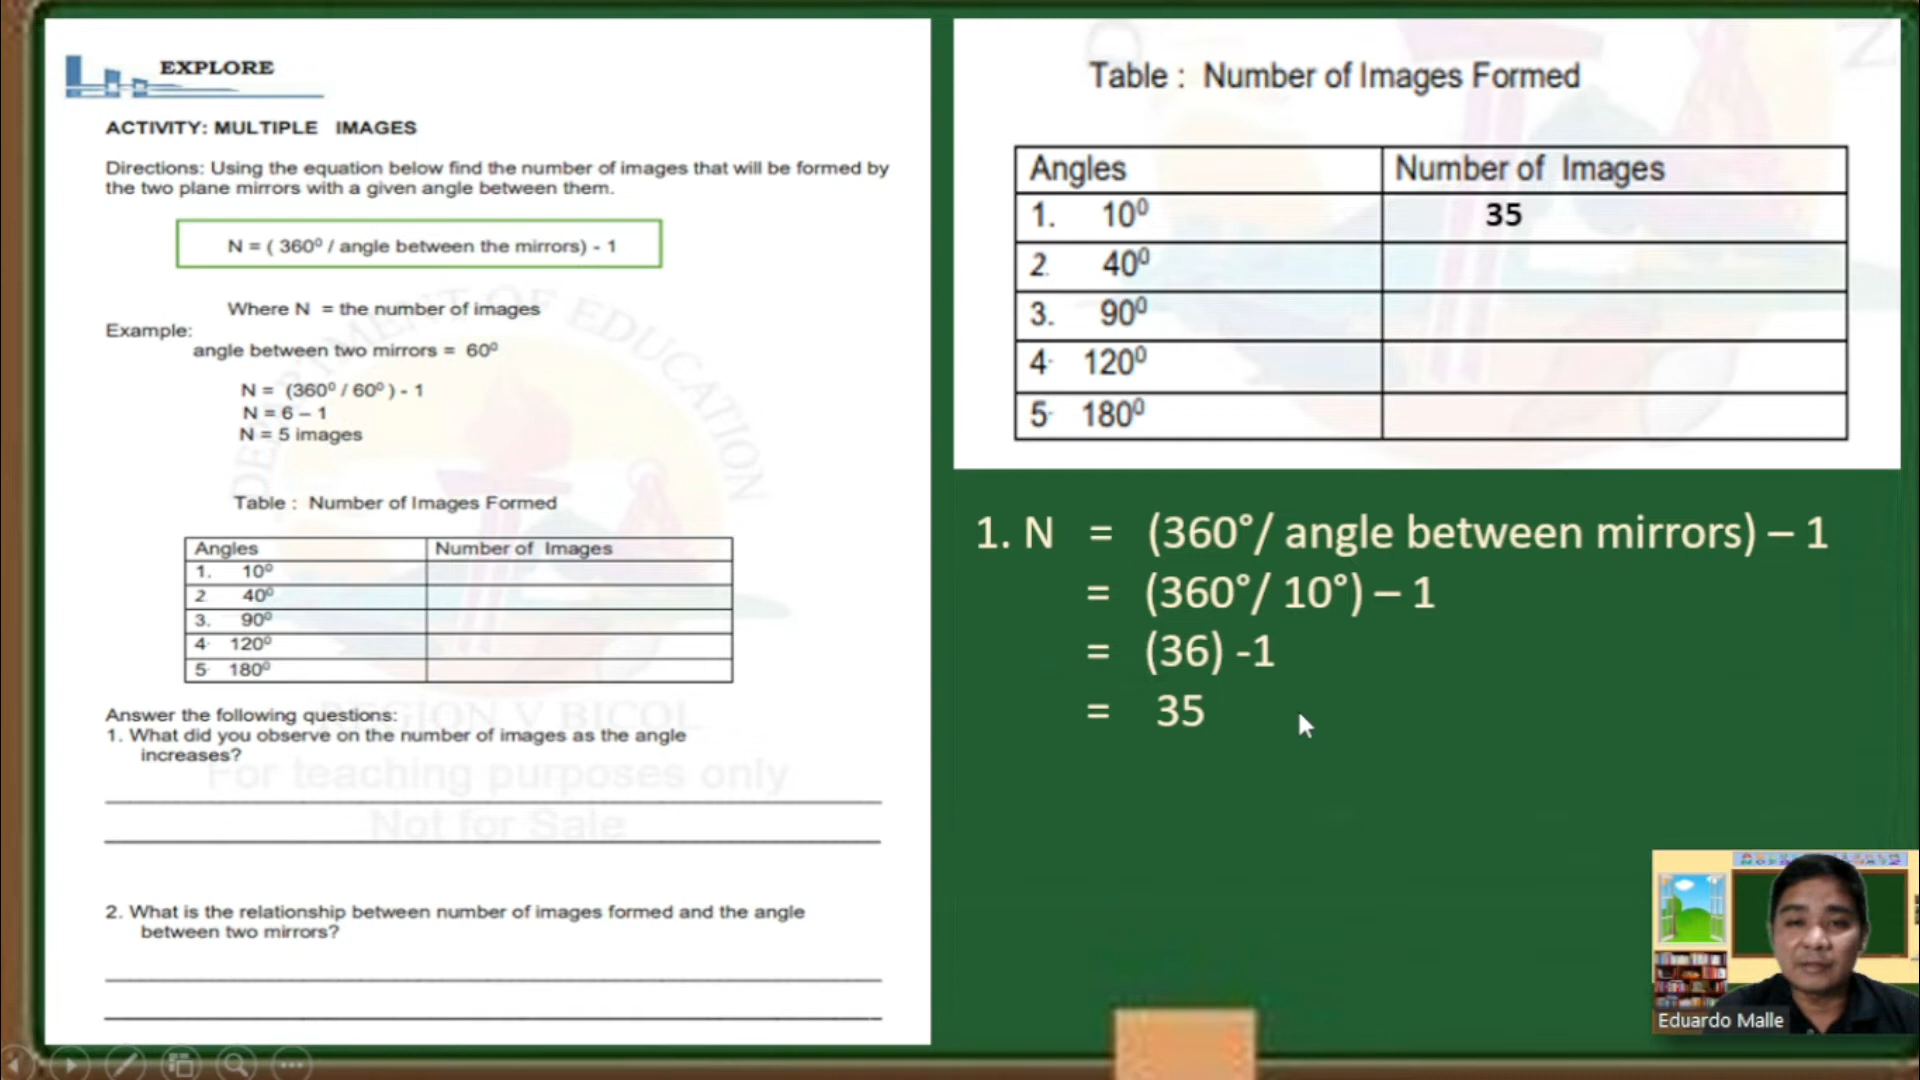 EXPLORE
ACTIVITY: MULTIPLE IMAGES
Directions: Using the equation below find the number of images that will be formed by
the two plane mirrors with a given angle between them.
N = ( 360⁰ / angle between the mirrors) - 1
Where N = the number of images
Example:
angle between two mirrors = 60⁰
N = (360⁰ / 60⁰ ) - 1
N = 6 – 1
N = 5 images
Table : Number of Images Formed
Angles Number of Images
1. 10⁰
2 40⁰
3. 90⁰
4. 120⁰
5. 180⁰
Answer the following questions:
1. What did you observe on the number of images as the angle
increases?
2. What is the relationship between number of images formed and the angle
between two mirrors?
DEPARTMENT OF EDUCATION
REGION V BICOL
For teaching purposes only
Not for Sale
Table : Number of Images Formed
Angles Number of Images
1. 10⁰ 35
2. 40⁰
3. 90⁰
4. 120⁰
5. 180⁰
1. N = (360°/ angle between mirrors) – 1
= (360°/ 10°) – 1
= (36) -1
= 35
Eduardo Malle